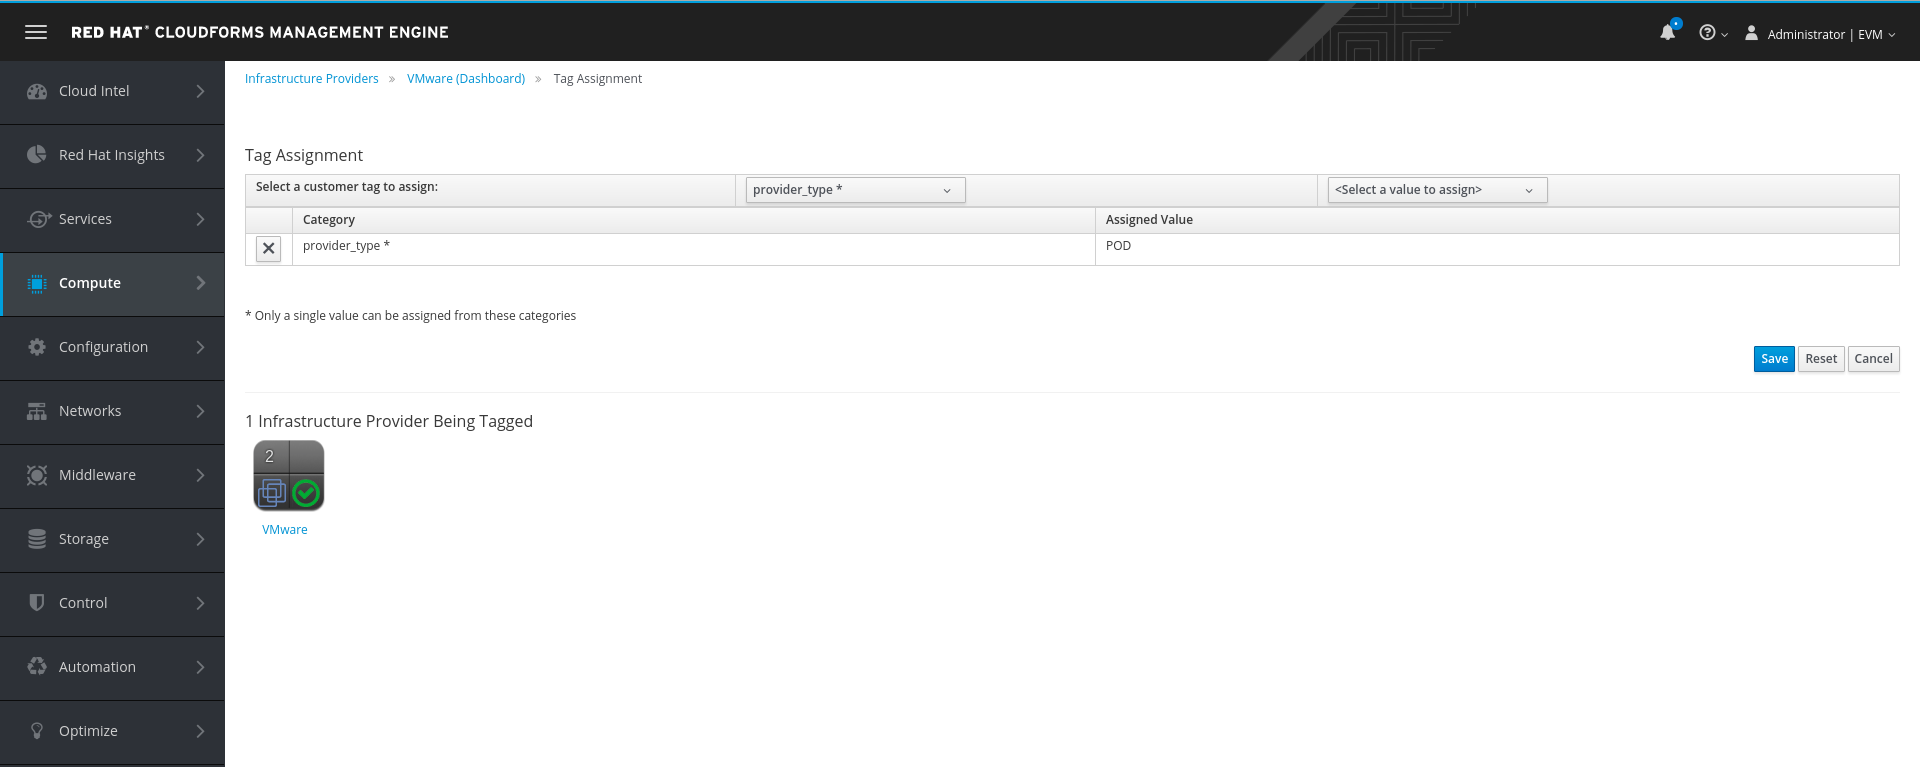 RED HAT® CLOUDFORMS MANAGEMENT ENGINE
Administrator | EVM
Cloud Intel
Red Hat Insights
Services
Compute
Configuration
Networks
Middleware
Storage
Control
Automation
Optimize
Infrastructure Providers » VMware (Dashboard) » Tag Assignment
Tag Assignment
Select a customer tag to assign: provider_type * <Select a value to assign>
Category Assigned Value
provider_type * POD
* Only a single value can be assigned from these categories
Save Reset Cancel
1 Infrastructure Provider Being Tagged
2
VMware